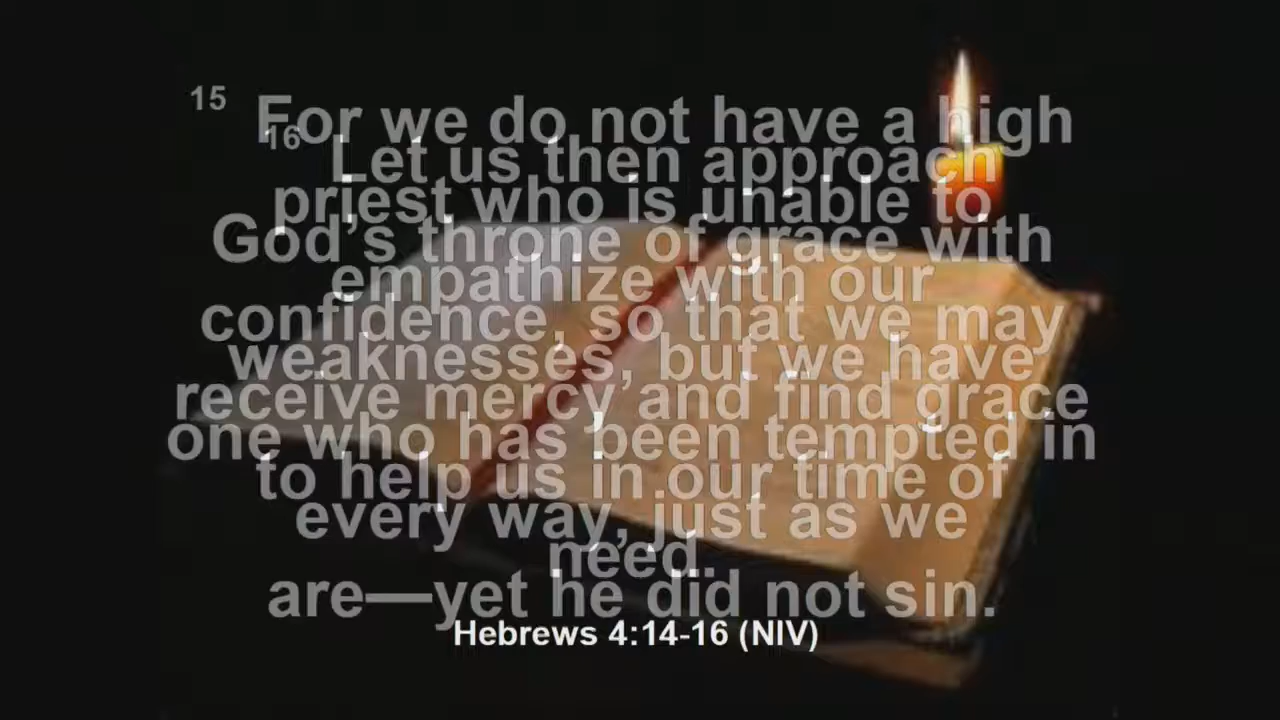 15 For we do not have a high
priest who is unable to
empathize with our
weaknesses, but we have
one who has been tempted in
every way, just as we
are—yet he did not sin.
16 Let us then approach
God's throne of grace with
confidence, so that we may
receive mercy and find grace
to help us in our time of
need.
Hebrews 4:14-16 (NIV)